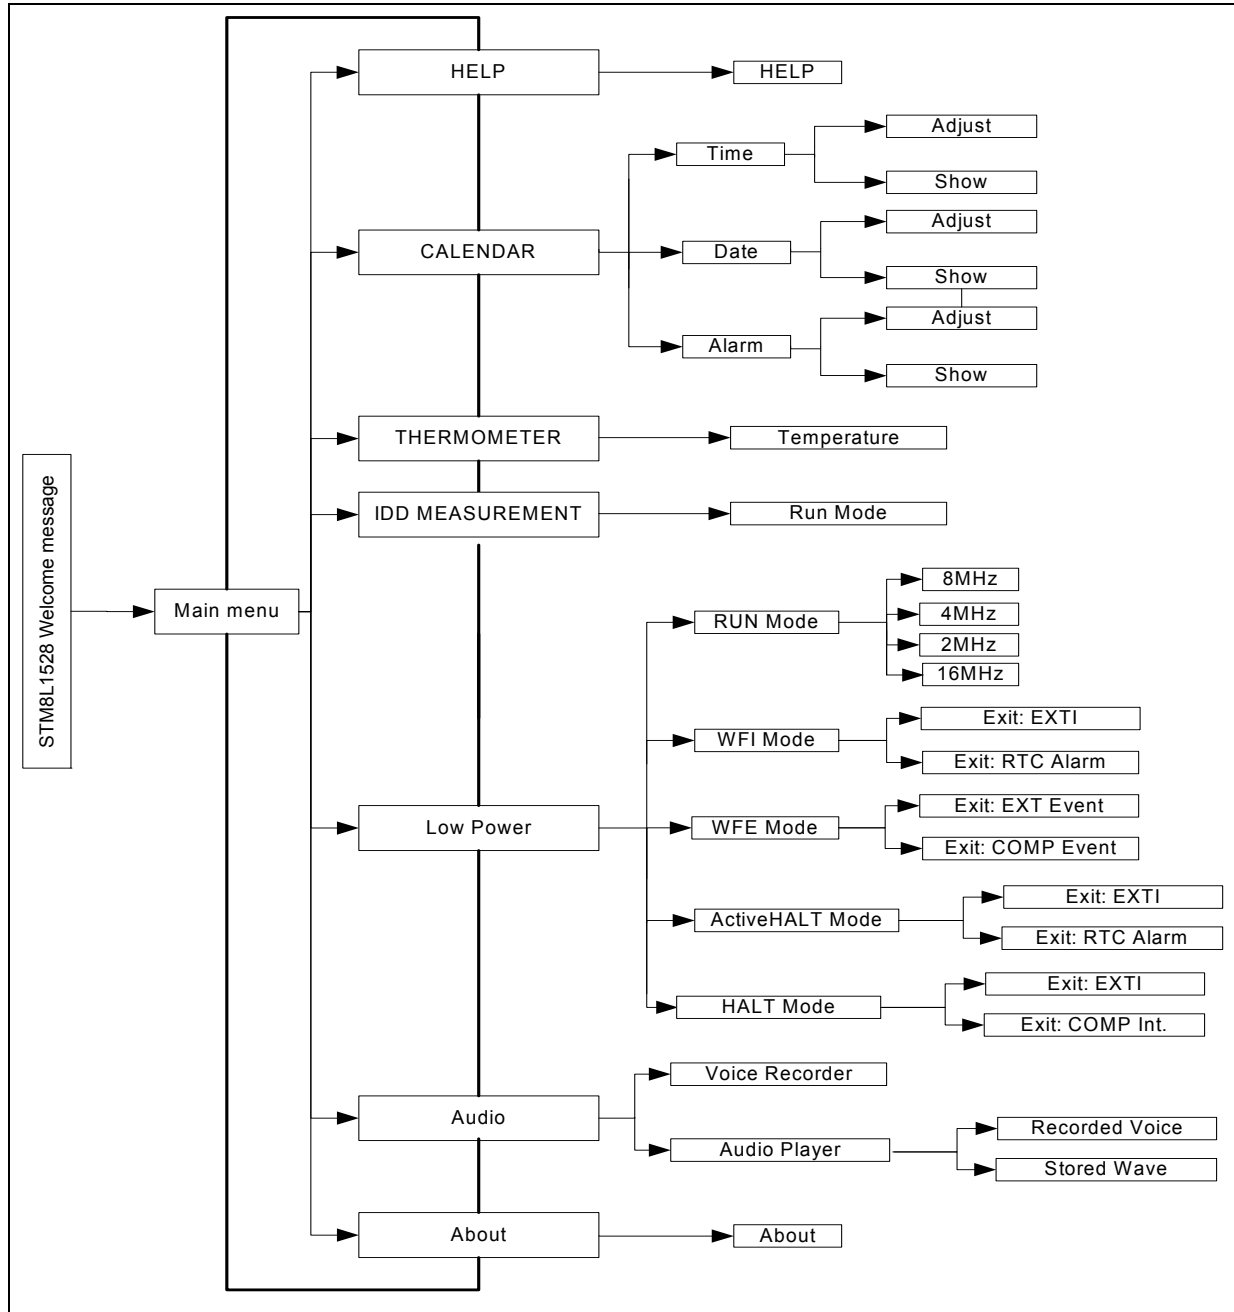 STM8L1528 Welcome message
Main menu
HELP
HELP
CALENDAR
Time
Adjust
Show
Date
Adjust
Show
Alarm
Adjust
Show
THERMOMETER
Temperature
IDD MEASUREMENT
Run Mode
Low Power
RUN Mode
8MHz
4MHz
2MHz
16MHz
WFI Mode
Exit: EXTI
Exit: RTC Alarm
WFE Mode
Exit: EXT Event
Exit: COMP Event
ActiveHALT Mode
Exit: EXTI
Exit: RTC Alarm
HALT Mode
Exit: EXTI
Exit: COMP Int.
Audio
Voice Recorder
Audio Player
Recorded Voice
Stored Wave
About
About